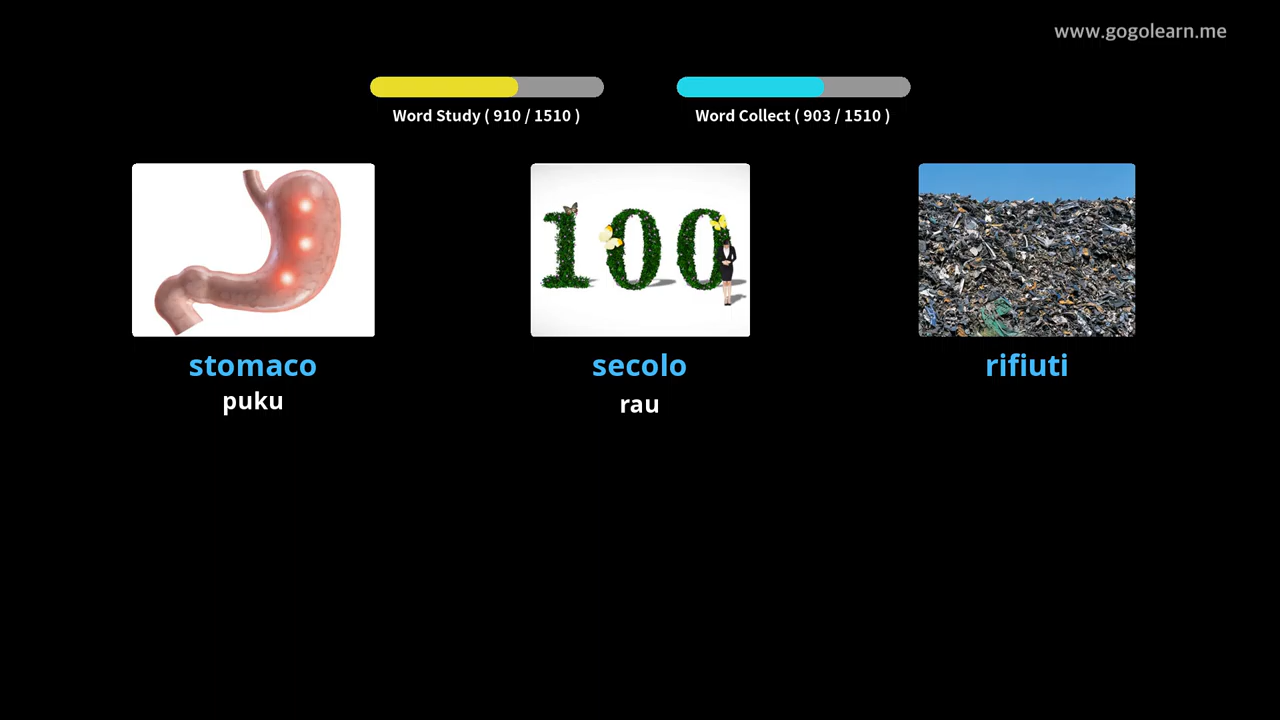 www.gogolearn.me
Word Study ( 910 / 1510 )
Word Collect ( 903 / 1510 )
100
stomaco
secolo
rifiuti
puku
rau